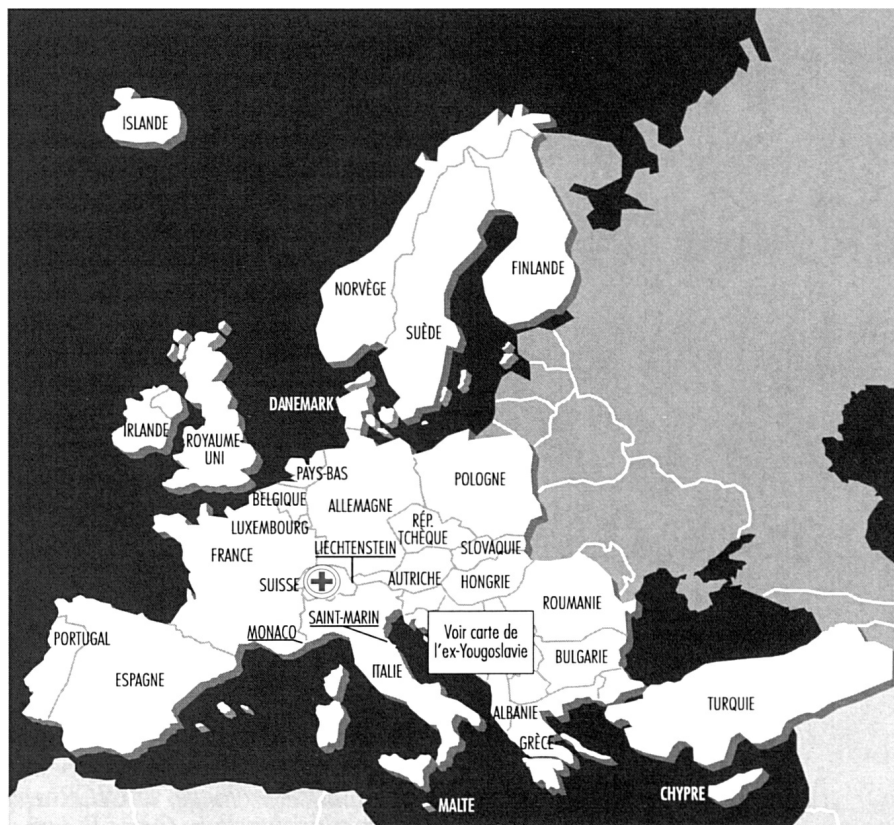 ISLANDE
NORVÈGE
FINLANDE
SUÈDE
DANEMARK
IRLANDE
ROYAUME-
UNI
PAYS-BAS
POLOGNE
BELGIQUE
ALLEMAGNE
LUXEMBOURG
RÉP.
TCHÈQUE
FRANCE
LIECHTENSTEIN
SLOVAQUIE
SUISSE
AUTRICHE
HONGRIE
ROUMANIE
SAINT-MARIN
MONACO
Voir carte de
l'ex-Yougoslavie
PORTUGAL
ESPAGNE
ITALIE
BULGARIE
ALBANIE
TURQUIE
GRÈCE
MALTE
CHYPRE